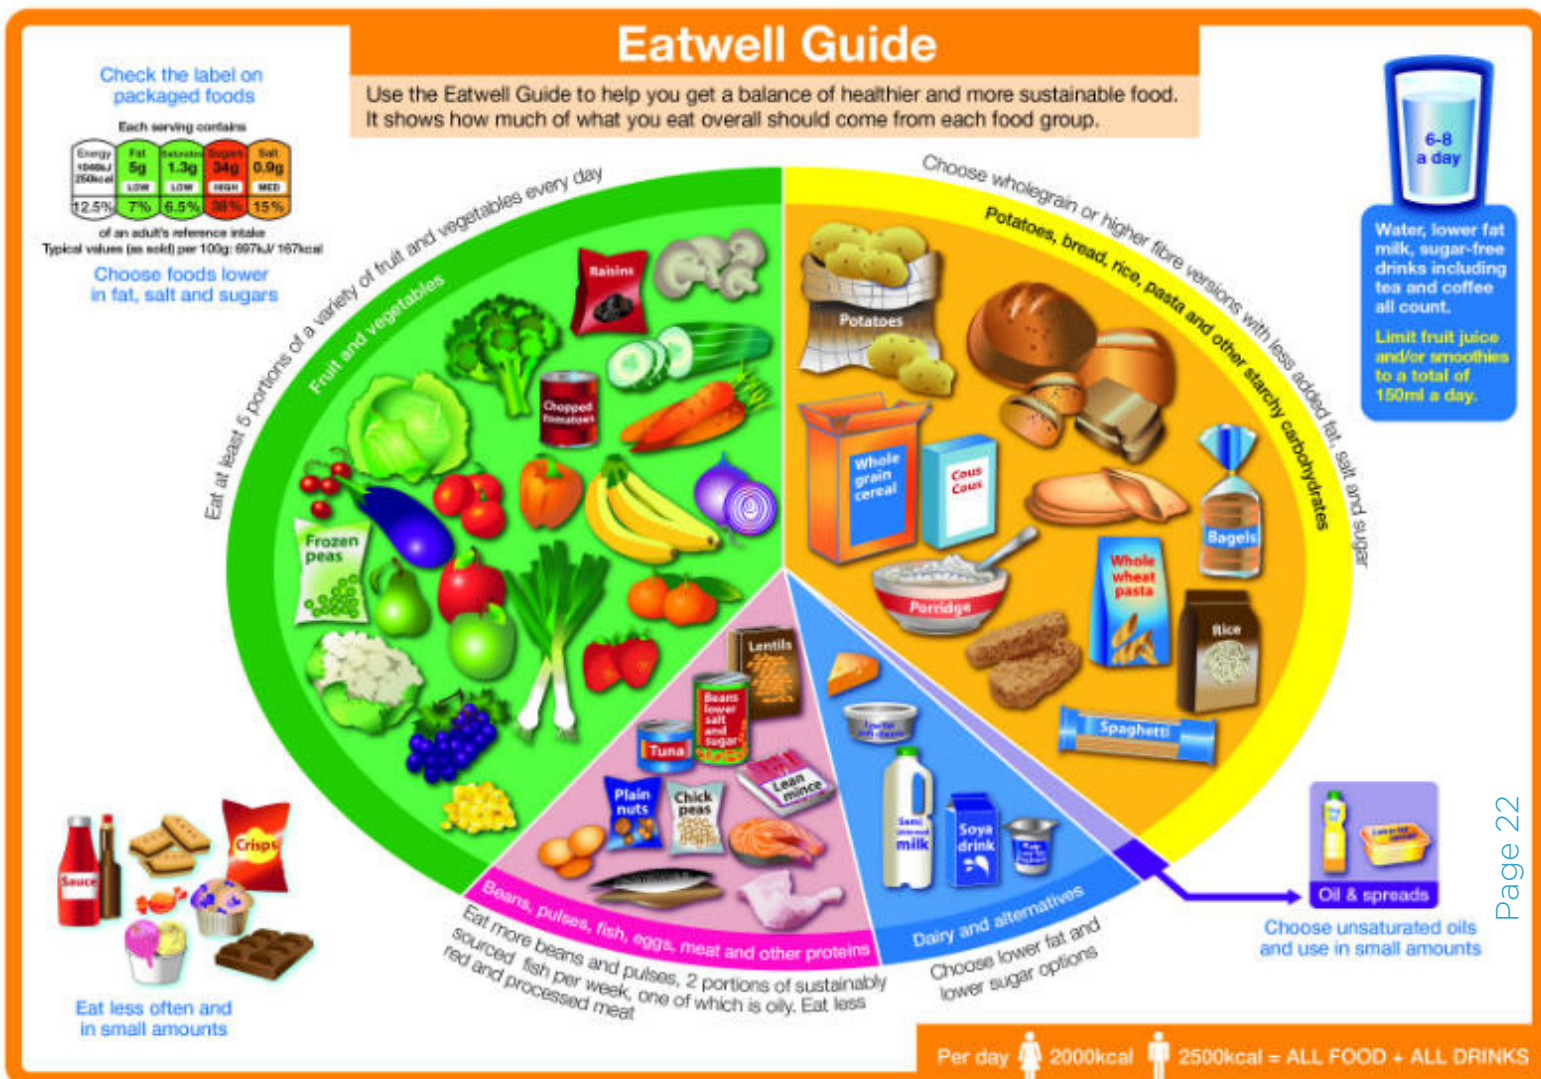 Eatwell Guide
Use the Eatwell Guide to help you get a balance of healthier and more sustainable food.
It shows how much of what you eat overall should come from each food group.
Check the label on
packaged foods
Each serving contains
Energy
1046kJ
250kcal
12.5%
Fat
5g
LOW
7%
Saturates
1.3g
LOW
6.5%
Sugars
34g
HIGH
38%
Salt
0.9g
MED
15%
of an adult's reference intake
Typical values (as sold) per 100g: 697kJ/ 167kcal
Choose foods lower
in fat, salt and sugars
6-8
a day
Water, lower fat
milk, sugar-free
drinks including
tea and coffee
all count.
Limit fruit juice
and/or smoothies
to a total of
150ml a day.
Eat at least 5 portions of a variety of fruit and vegetables every day
Fruit and vegetables
Raisins
Chopped
tomatoes
Frozen
peas
Choose wholegrain or higher fibre versions with less added fat, salt and sugar
Potatoes, bread, rice, pasta and other starchy carbohydrates
Potatoes
Whole
grain
cereal
Cous
Cous
Bagels
Porridge
Whole
wheat
pasta
Rice
Spaghetti
Lentils
Beans
lower
salt
and
sugar
Tuna
Plain
nuts
Chick
peas
Lean
mince
Beans, pulses, fish, eggs, meat and other proteins
Eat more beans and pulses, 2 portions of sustainably
sourced fish per week, one of which is oily. Eat less
red and processed meat
Semi
milk
Soya
drink
Dairy and alternatives
Choose lower fat and
lower sugar options
Oil & spreads
Choose unsaturated oils
and use in small amounts
Sauce
Crisps
Eat less often and
in small amounts
Page 22
Per day 2000kcal 2500kcal = ALL FOOD + ALL DRINKS